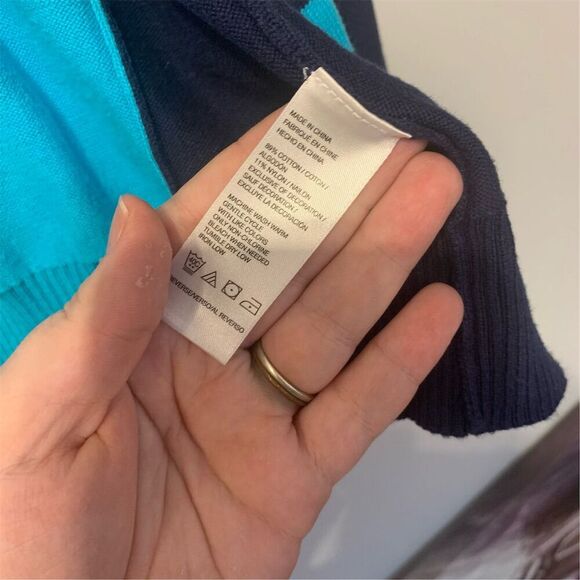 MADE IN CHINA
FABRIQUÉ EN CHINE
HECHO EN CHINA
89% COTTON / COTON /
ALGODÓN
11% NYLON / NAILON
EXCLUSIVE OF DECORATION /
SAUF DÉCORATION /
EXCLUYE LA DECORACIÓN
MACHINE WASH WARM
GENTLE CYCLE
WITH LIKE COLORS
ONLY NON-CHLORINE
BLEACH WHEN NEEDED
TUMBLE DRY LOW
IRON LOW
40C
REVERSE/VERSO/AL REVERSO